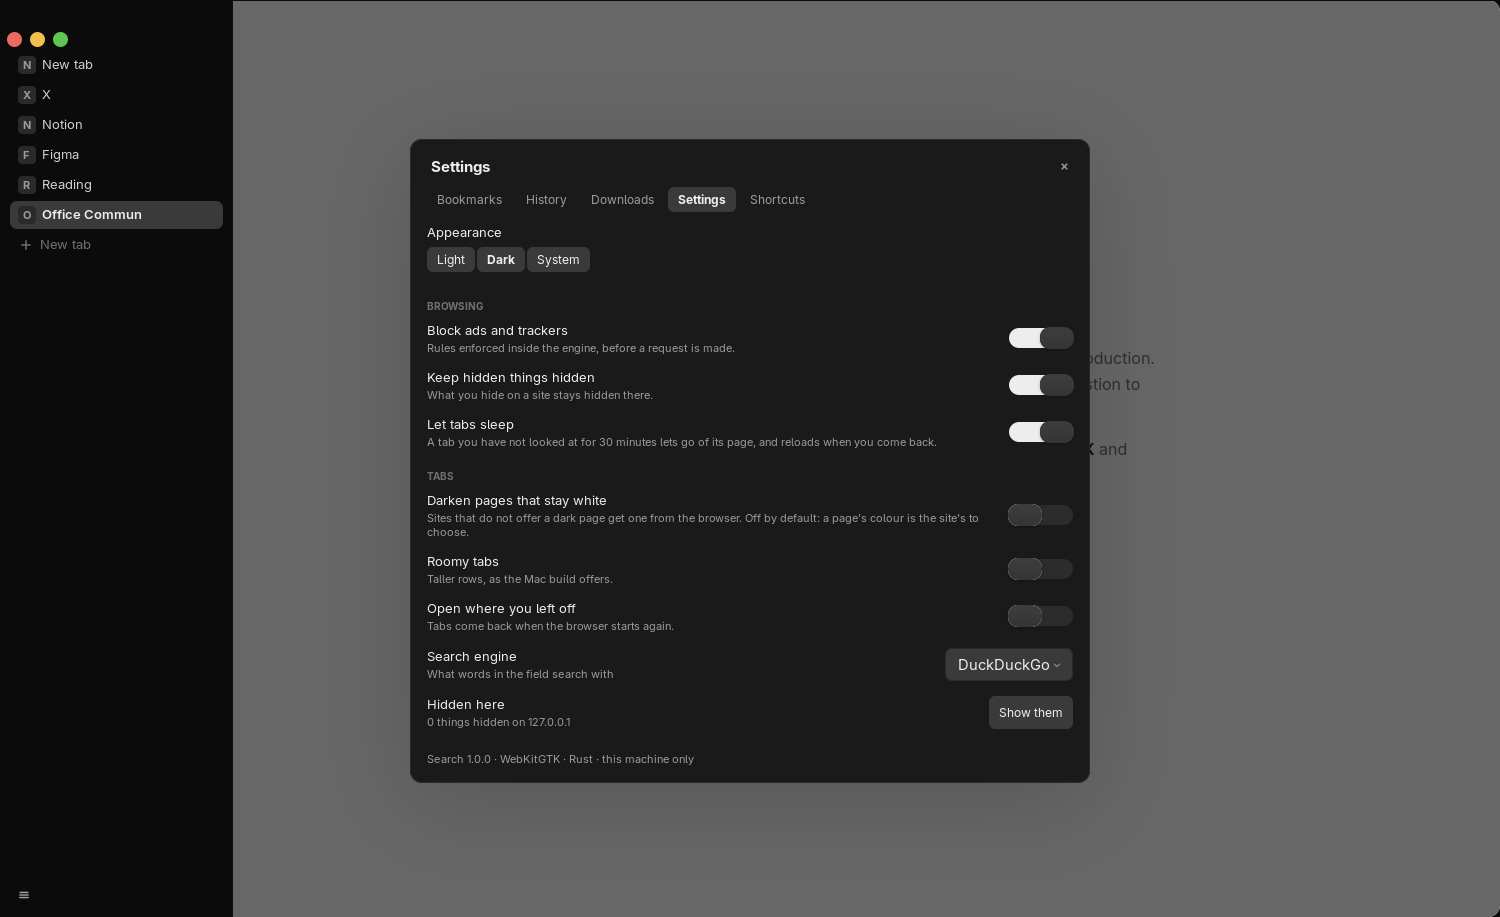 N New tab
X X
N Notion
F Figma
R Reading
O Office Commun
+ New tab
Settings
×
Bookmarks History Downloads Settings Shortcuts
Appearance
Light Dark System
BROWSING
Block ads and trackers
Rules enforced inside the engine, before a request is made.
oduction.
Keep hidden things hidden
What you hide on a site stays hidden there.
stion to
Let tabs sleep
A tab you have not looked at for 30 minutes lets go of its page, and reloads when you come back.
and
TABS
Darken pages that stay white
Sites that do not offer a dark page get one from the browser. Off by default: a page's colour is the site's to
choose.
Roomy tabs
Taller rows, as the Mac build offers.
Open where you left off
Tabs come back when the browser starts again.
Search engine
What words in the field search with
DuckDuckGo
Hidden here
0 things hidden on 127.0.0.1
Show them
Search 1.0.0 · WebKitGTK · Rust · this machine only